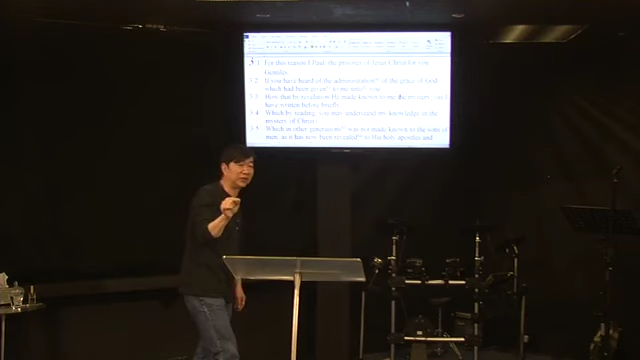 3 1 For this reason I Paul, the prisoner of Jesus Christ for you
Gentiles,
3 2 If you have heard of the administration of the grace of God
which had been given to me unto you.
3 3 How that by revelation He made known to me the mystery, (as I
have written before briefly,
3 4 Which by reading, you may understand my knowledge in the
mystery of Christ)
3 5 Which in other generations was not made known to the sons of
men, as it has now been revealed to His holy apostles and